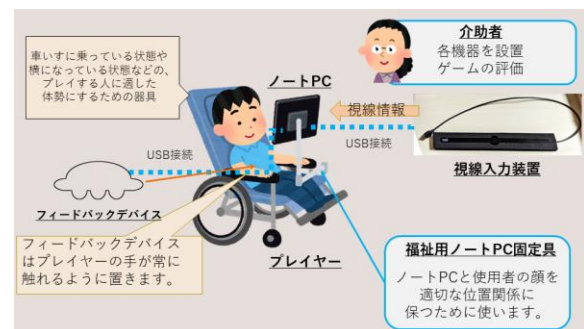 車いすに乗っている状態や
横になっている状態などの、
プレイする人に適した
体勢にするための器具
ノートPC
介助者
各機器を設置
ゲームの評価
視線情報
USB接続
USB接続
視線入力装置
フィードバックデバイス
フィードバックデバイス
はプレイヤーの手が常に
触れるように置きます。
プレイヤー
福祉用ノートPC固定具
ノートPCと使用者の顔を
適切な位置関係に
保つために使います。